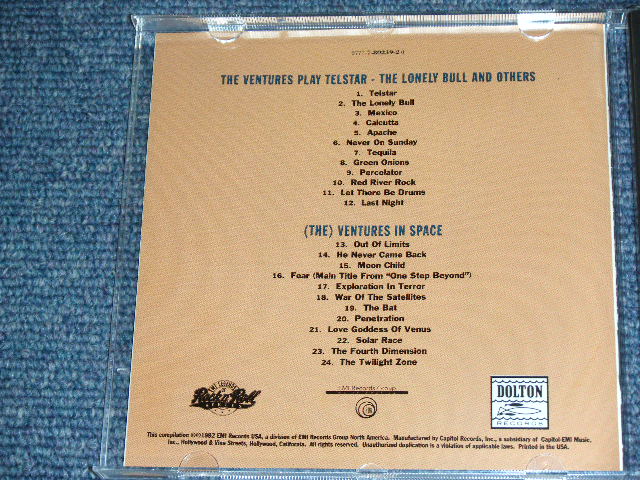 THE VENTURES PLAY TELSTAR - THE LONELY BULL AND OTHERS
1. Telstar
2. The Lonely Bull
3. Mexico
4. Calcutta
5. Apache
6. Never On Sunday
7. Tequila
8. Green Onions
9. Percolator
10. Red River Rock
11. Let There Be Drums
12. Last Night
(THE) VENTURES IN SPACE
13. Out Of Limits
14. He Never Came Back
15. Moon Child
16. Fear (Main Title From "One Step Beyond")
17. Exploration In Terror
18. War Of The Satellites
19. The Bat
20. Penetration
21. Love Goddess Of Venus
22. Solar Race
23. The Fourth Dimension
24. The Twilight Zone
EMI LEGENDS
Rock n' Roll
SERIES
EMI Records Group
DOLTON
RECORDS
This compilation ℗©1992 EMI Records USA, a division of EMI Records Group North America. Manufactured by Capitol Records, Inc., a subsidiary of Capitol-EMI Music,
Inc., Hollywood & Vine Streets, Hollywood, California. All rights reserved. Unauthorized duplication is a violation of applicable laws. Printed in the USA.